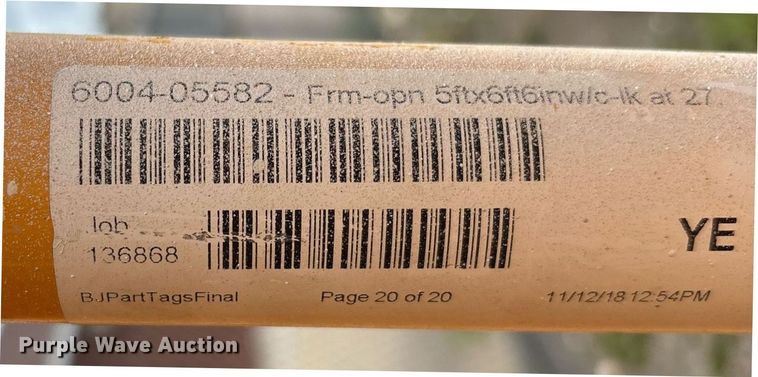 6004-05582 - Frm-opn 5ftx6ft6inw/c-lk at 27
Job
136868
YE
BJPartTagsFinal Page 20 of 20 11/12/18 12:54PM
Purple Wave Auction